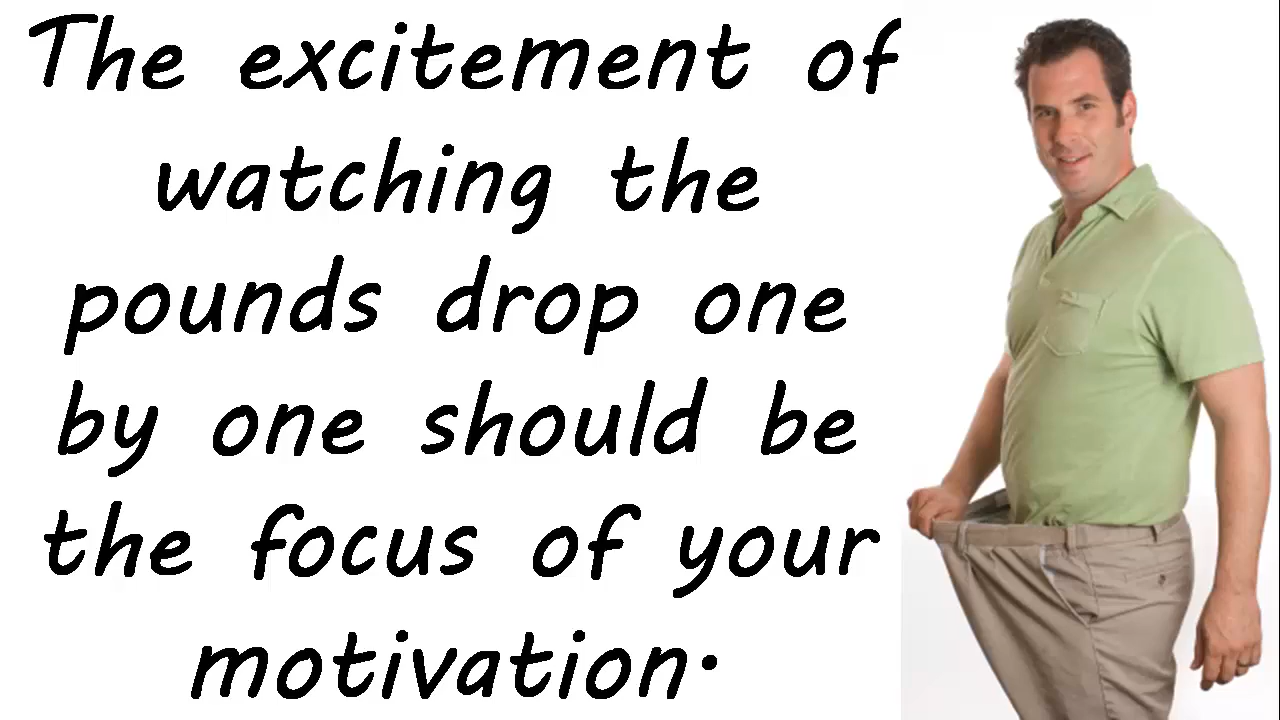 The excitement of
watching the
pounds drop one
by one should be
the focus of your
motivation.